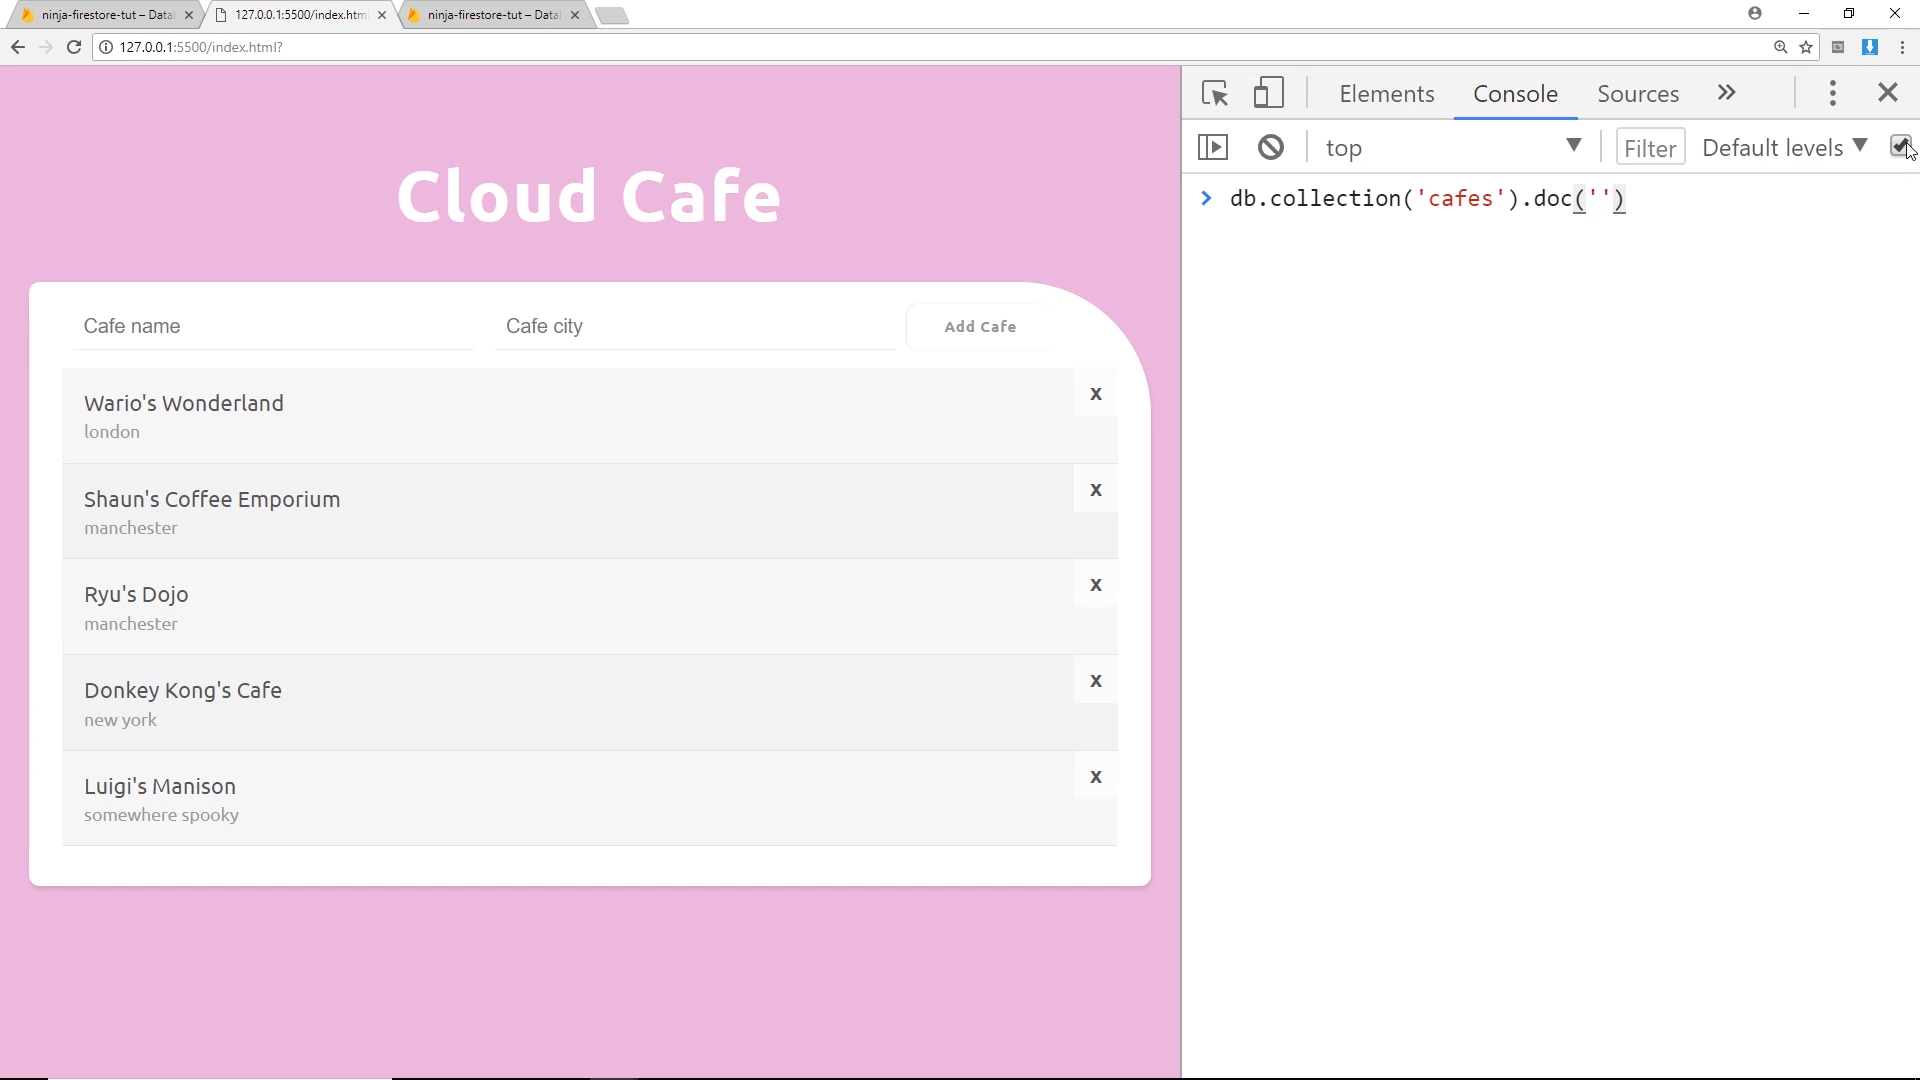 ninja-firestore-tut – Data
127.0.0.1:5500/index.htm
ninja-firestore-tut – Data
127.0.0.1:5500/index.html?
Elements
Console
Sources
top
Filter
Default levels
db.collection('cafes').doc('')
Cloud Cafe
Cafe name
Cafe city
Add Cafe
Wario's Wonderland
london
x
Shaun's Coffee Emporium
manchester
x
Ryu's Dojo
manchester
x
Donkey Kong's Cafe
new york
x
Luigi's Manison
somewhere spooky
x